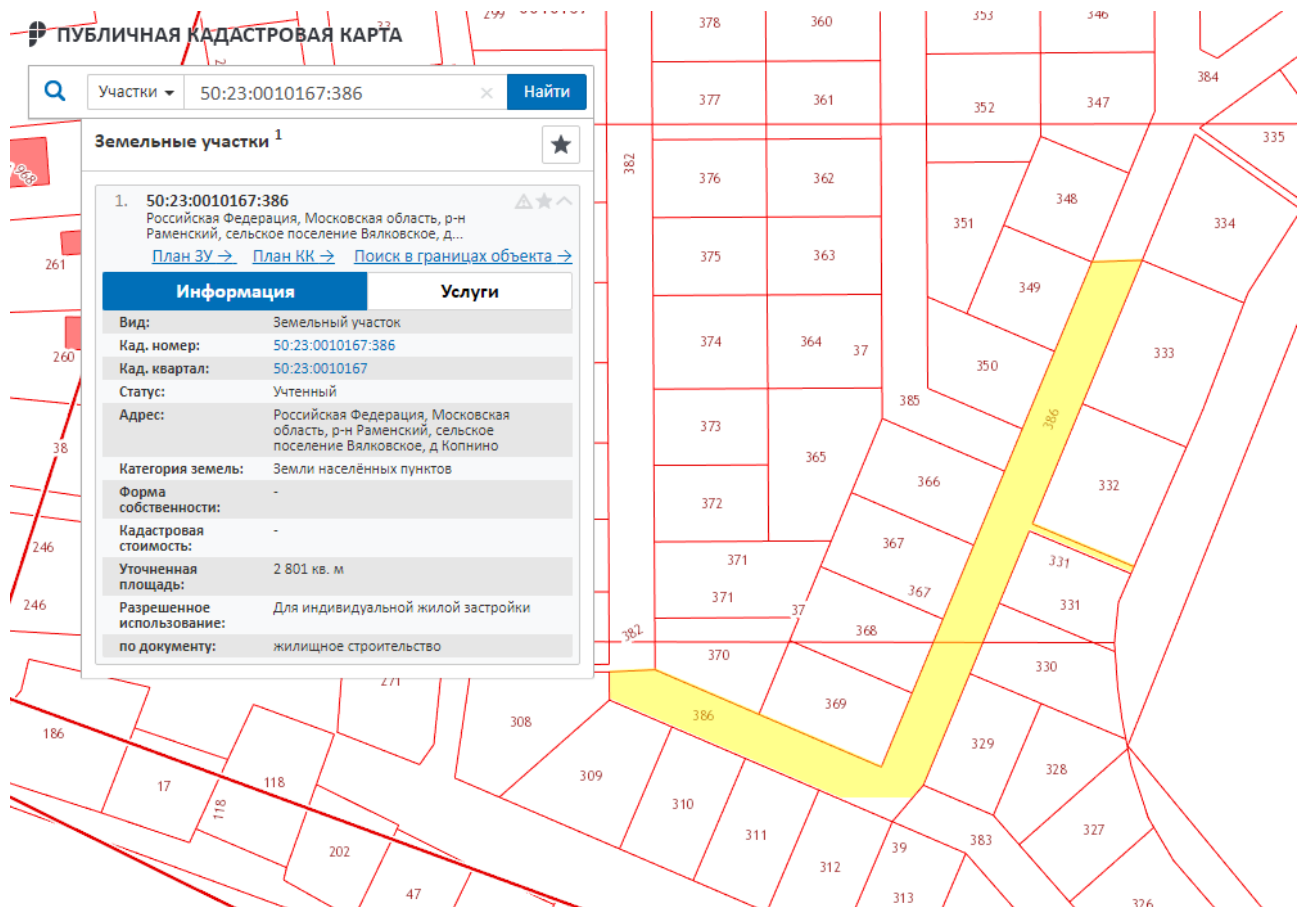 299
33
ПУБЛИЧНАЯ КАДАСТРОВАЯ КАРТА
Участки
50:23:0010167:386
×
Найти
Земельные участки 1
1. 50:23:0010167:386
Российская Федерация, Московская область, р-н
Раменский, сельское поселение Вялковское, д...
План ЗУ →
План КК →
Поиск в границах объекта →
Информация
Услуги
Вид: Земельный участок
Кад. номер: 50:23:0010167:386
Кад. квартал: 50:23:0010167
Статус: Учтенный
Адрес: Российская Федерация, Московская
область, р-н Раменский, сельское
поселение Вялковское, д Копнино
Категория земель: Земли населённых пунктов
Форма
собственности: -
Кадастровая
стоимость: -
Уточненная
площадь: 2 801 кв. м
Разрешенное
использование: Для индивидуальной жилой застройки
по документу: жилищное строительство
968
261
260
38
246
246
186
17
118
118
202
47
271
308
309
310
311
312
313
39
383
326
327
328
329
330
331
331
332
333
334
335
384
346
353
347
352
348
351
349
350
385
386
386
360
378
361
377
382
362
376
363
375
364
37
374
373
365
372
366
371
367
371
367
37
368
382
370
369